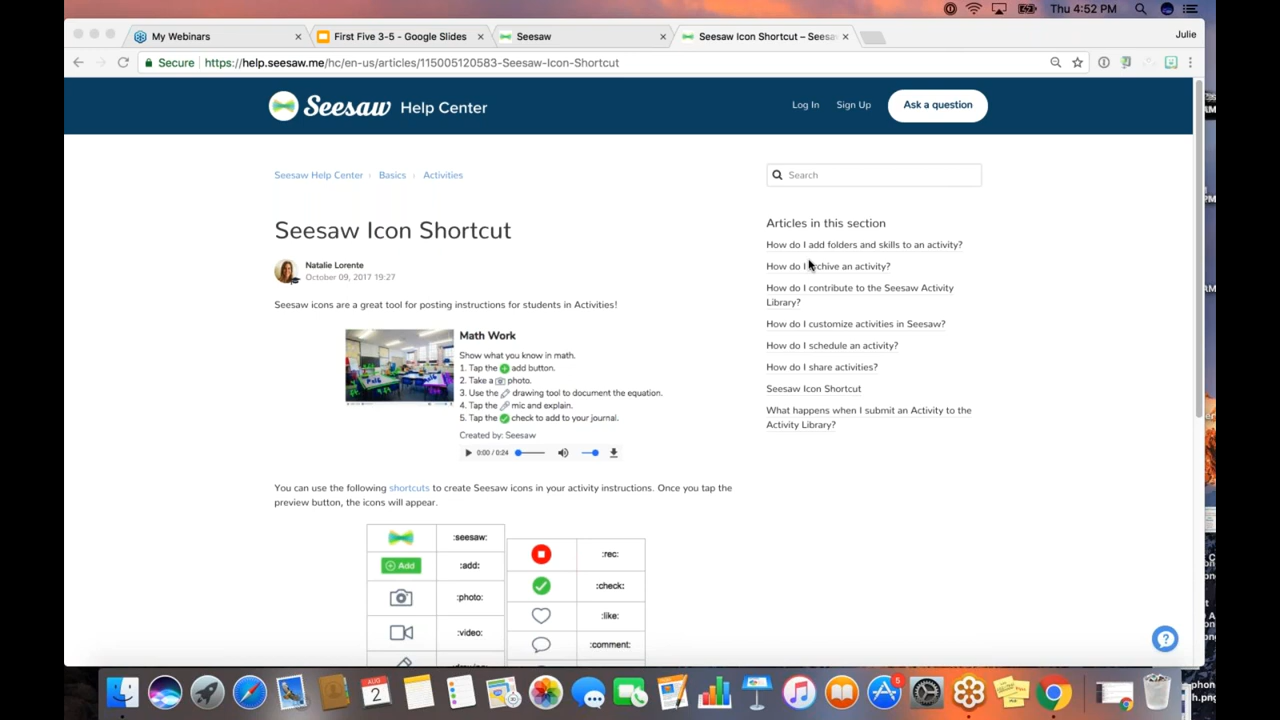 Thu 4:52 PM
My Webinars
First Five 3-5 - Google Slides
Seesaw
Seesaw Icon Shortcut – Seesa
Julie
Secure
https://help.seesaw.me/hc/en-us/articles/115005120583-Seesaw-Icon-Shortcut
Seesaw Help Center
Log In
Sign Up
Ask a question
Seesaw Help Center
Basics
Activities
Search
Seesaw Icon Shortcut
Natalie Lorente
October 09, 2017 19:27
Seesaw icons are a great tool for posting instructions for students in Activities!
Math Work
Show what you know in math.
1. Tap the add button.
2. Take a photo.
3. Use the drawing tool to document the equation.
4. Tap the mic and explain.
5. Tap the check to add to your journal.
Created by: Seesaw
0:00 / 0:24
You can use the following shortcuts to create Seesaw icons in your activity instructions. Once you tap the
preview button, the icons will appear.
:seesaw:
Add :add:
:photo:
:video:
:rec:
:check:
:like:
:comment:
Articles in this section
How do I add folders and skills to an activity?
How do I archive an activity?
How do I contribute to the Seesaw Activity
Library?
How do I customize activities in Seesaw?
How do I schedule an activity?
How do I share activities?
Seesaw Icon Shortcut
What happens when I submit an Activity to the
Activity Library?
AUG
2
5